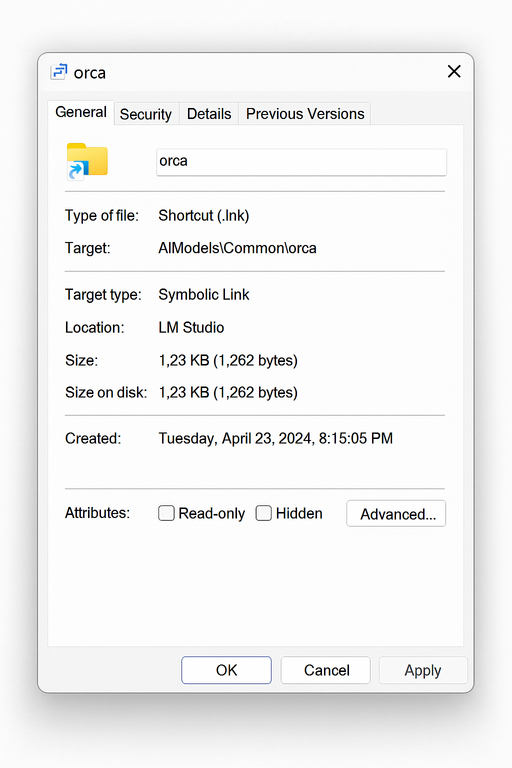 orca
General Security Details Previous Versions
orca
Type of file: Shortcut (.lnk)
Target: AIModels\Common\orca
Target type: Symbolic Link
Location: LM Studio
Size: 1,23 KB (1,262 bytes)
Size on disk: 1,23 KB (1,262 bytes)
Created: Tuesday, April 23, 2024, 8:15:05 PM
Attributes: Read-only Hidden Advanced...
OK Cancel Apply